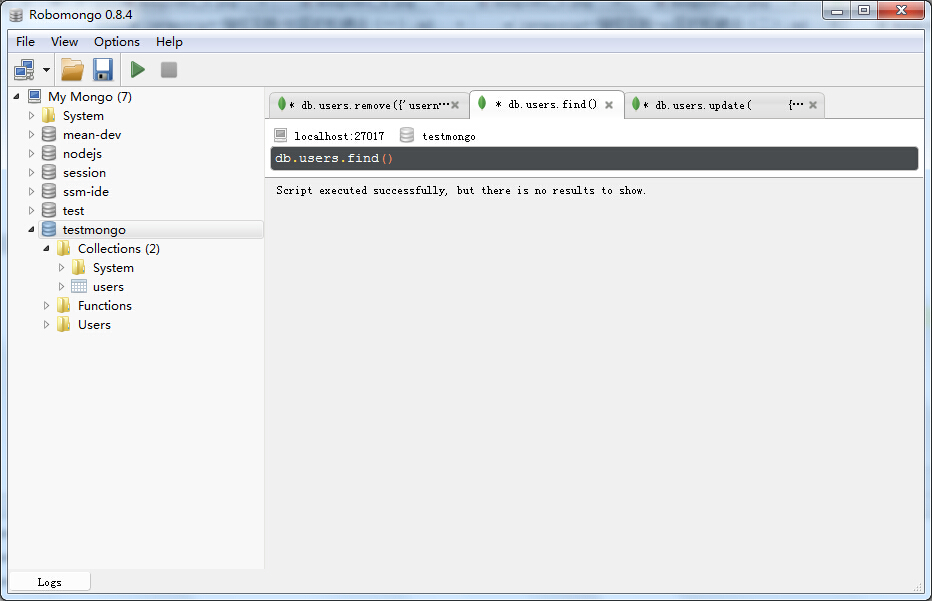 Robomongo 0.8.4
File View Options Help
My Mongo (7)
System
mean-dev
nodejs
session
ssm-ide
test
testmongo
Collections (2)
System
users
Functions
Users
* db.users.remove({'usern... * db.users.find() * db.users.update( {...
localhost:27017 testmongo
db.users.find()
Script executed successfully, but there is no results to show.
Logs